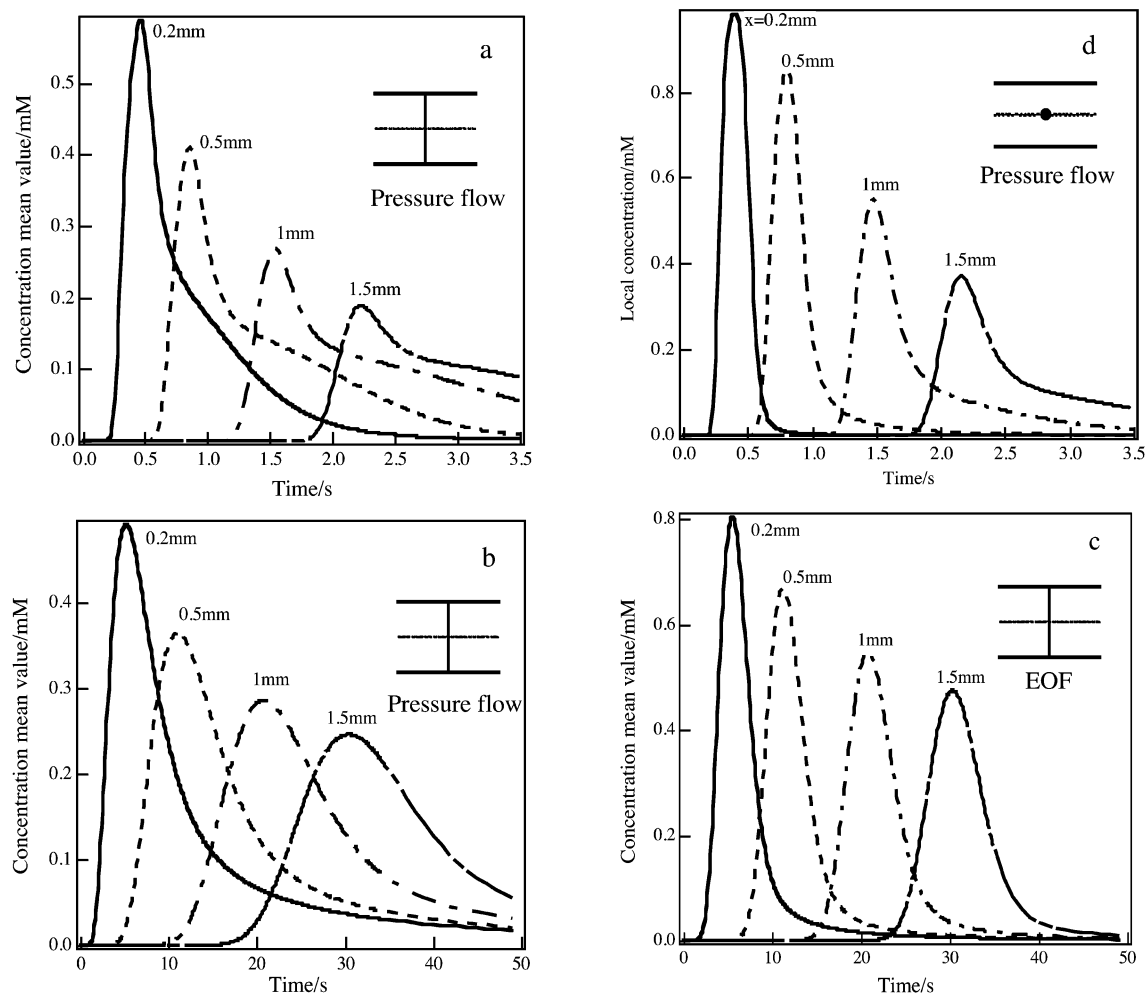 a
0.2mm
0.5mm
1mm
1.5mm
Pressure flow
Concentration mean value/mM
0.5
0.4
0.3
0.2
0.1
0.0
0.0 0.5 1.0 1.5 2.0 2.5 3.0 3.5
Time/s
d
x=0.2mm
0.5mm
1mm
1.5mm
Pressure flow
Local concentration/mM
0.8
0.6
0.4
0.2
0.0
0.0 0.5 1.0 1.5 2.0 2.5 3.0 3.5
Time/s
b
0.2mm
0.5mm
1mm
1.5mm
Pressure flow
Concentration mean value/mM
0.4
0.3
0.2
0.1
0.0
0 10 20 30 40 50
Time/s
c
0.2mm
0.5mm
1mm
1.5mm
EOF
Concentration mean value/mM
0.8
0.6
0.4
0.2
0.0
0 10 20 30 40 50
Time/s